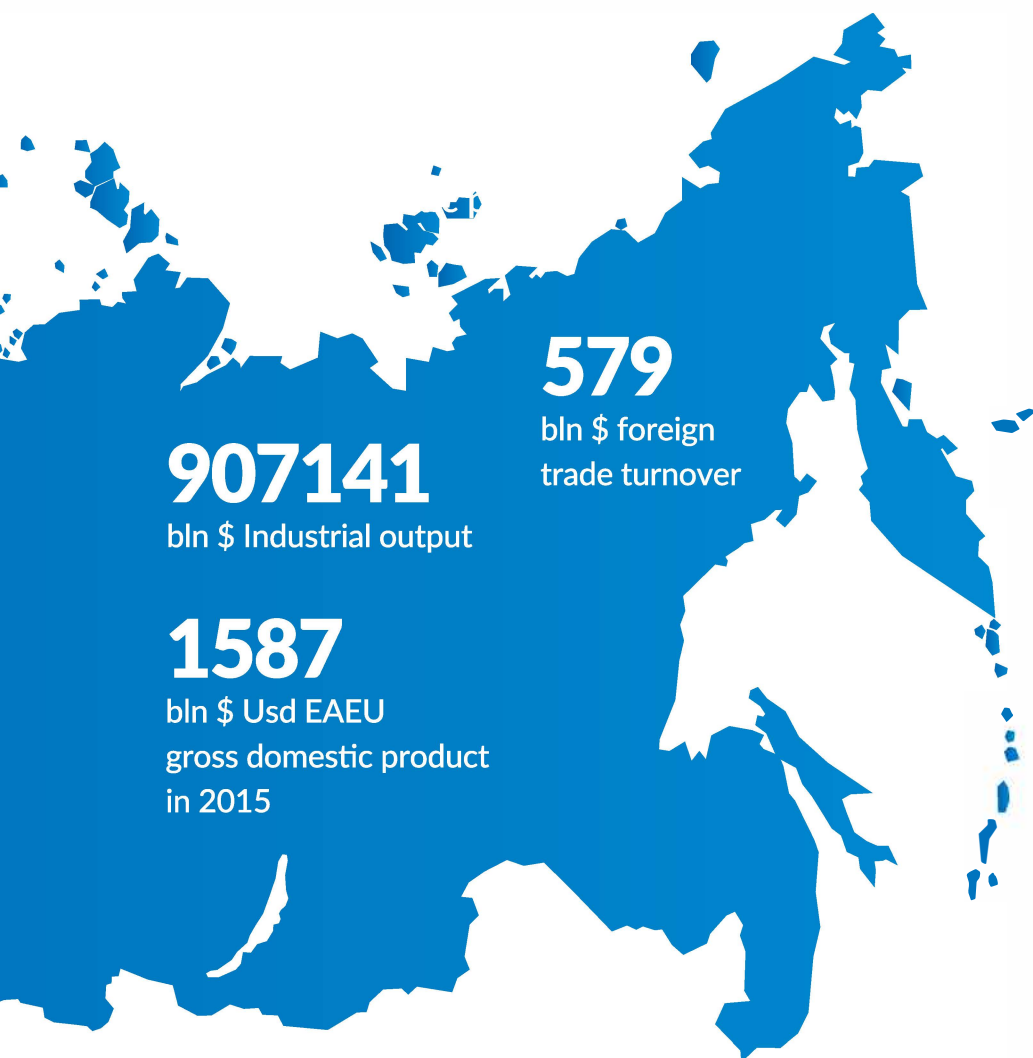 579
bln $ foreign
trade turnover
907141
bln $ Industrial output
1587
bln $ Usd EAEU
gross domestic product
in 2015